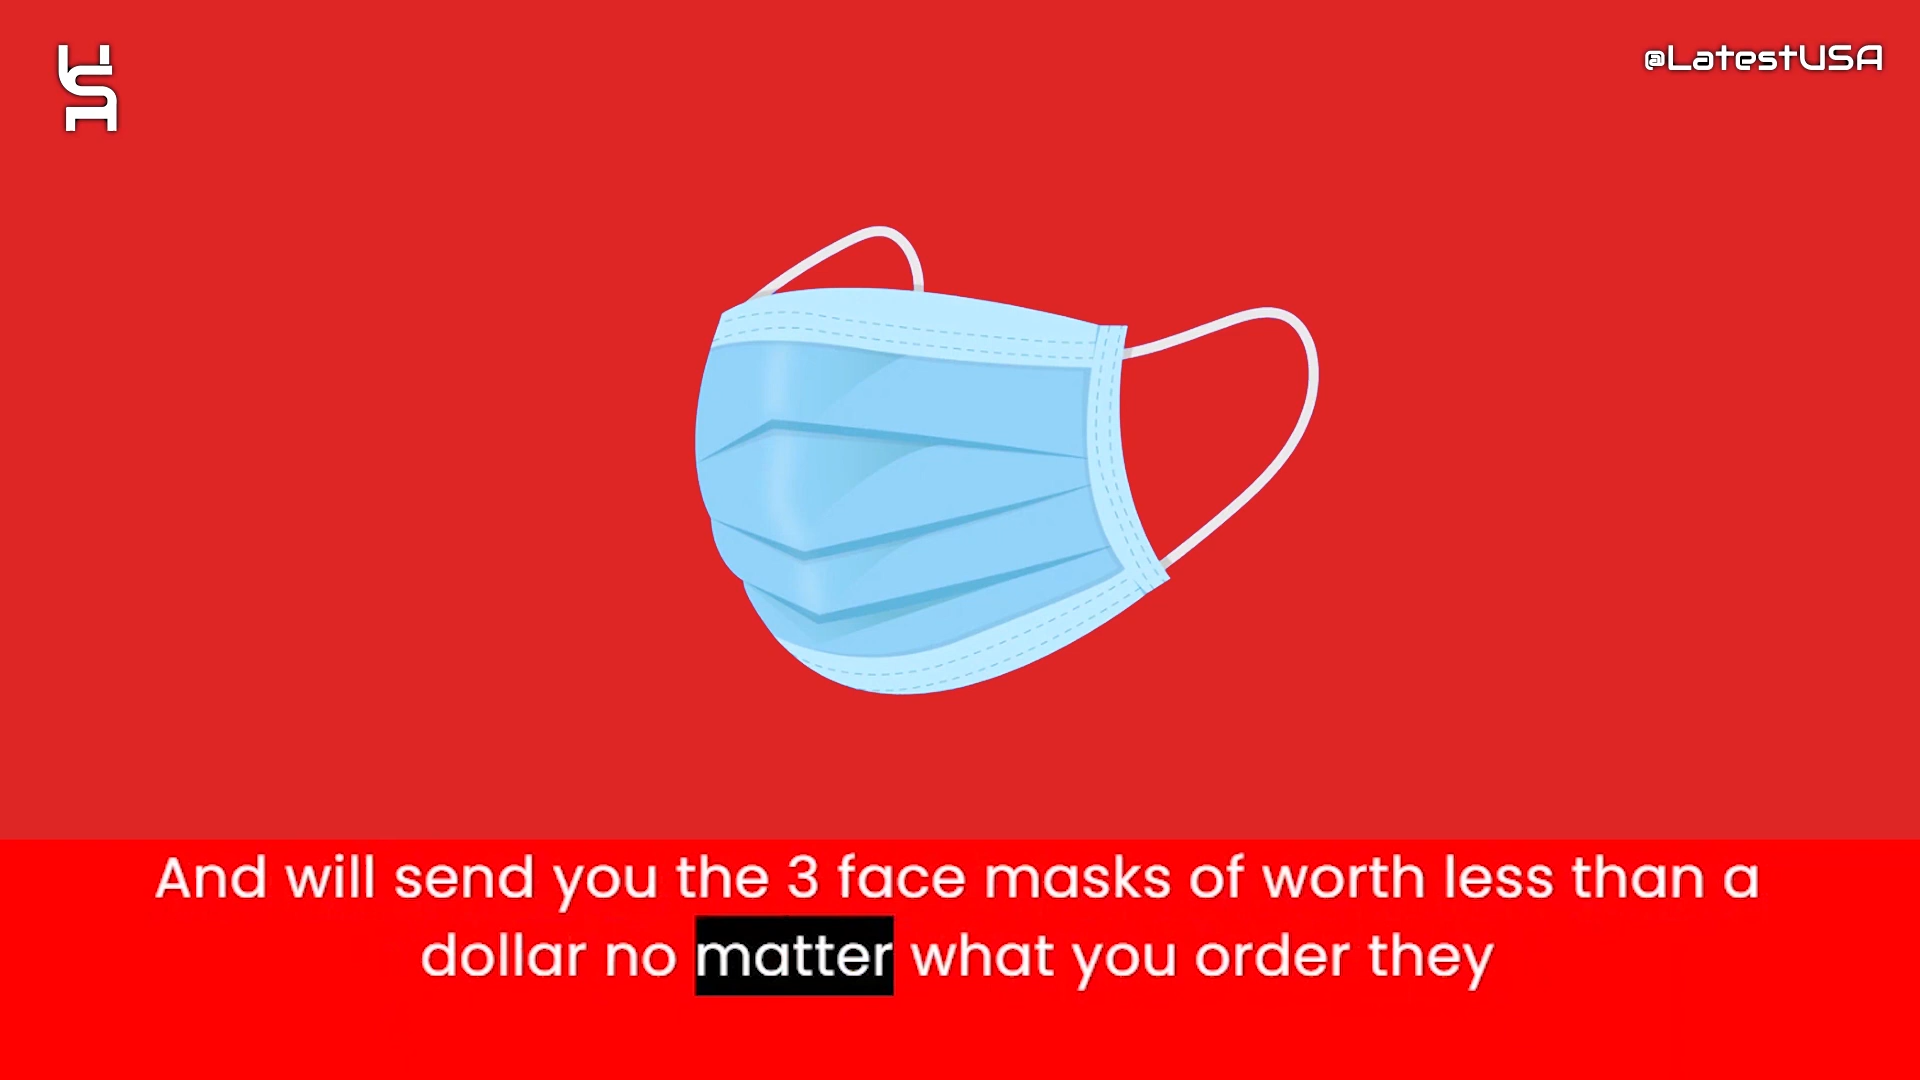 USA
@LatestUSA
And will send you the 3 face masks of worth less than a
dollar no matter what you order they